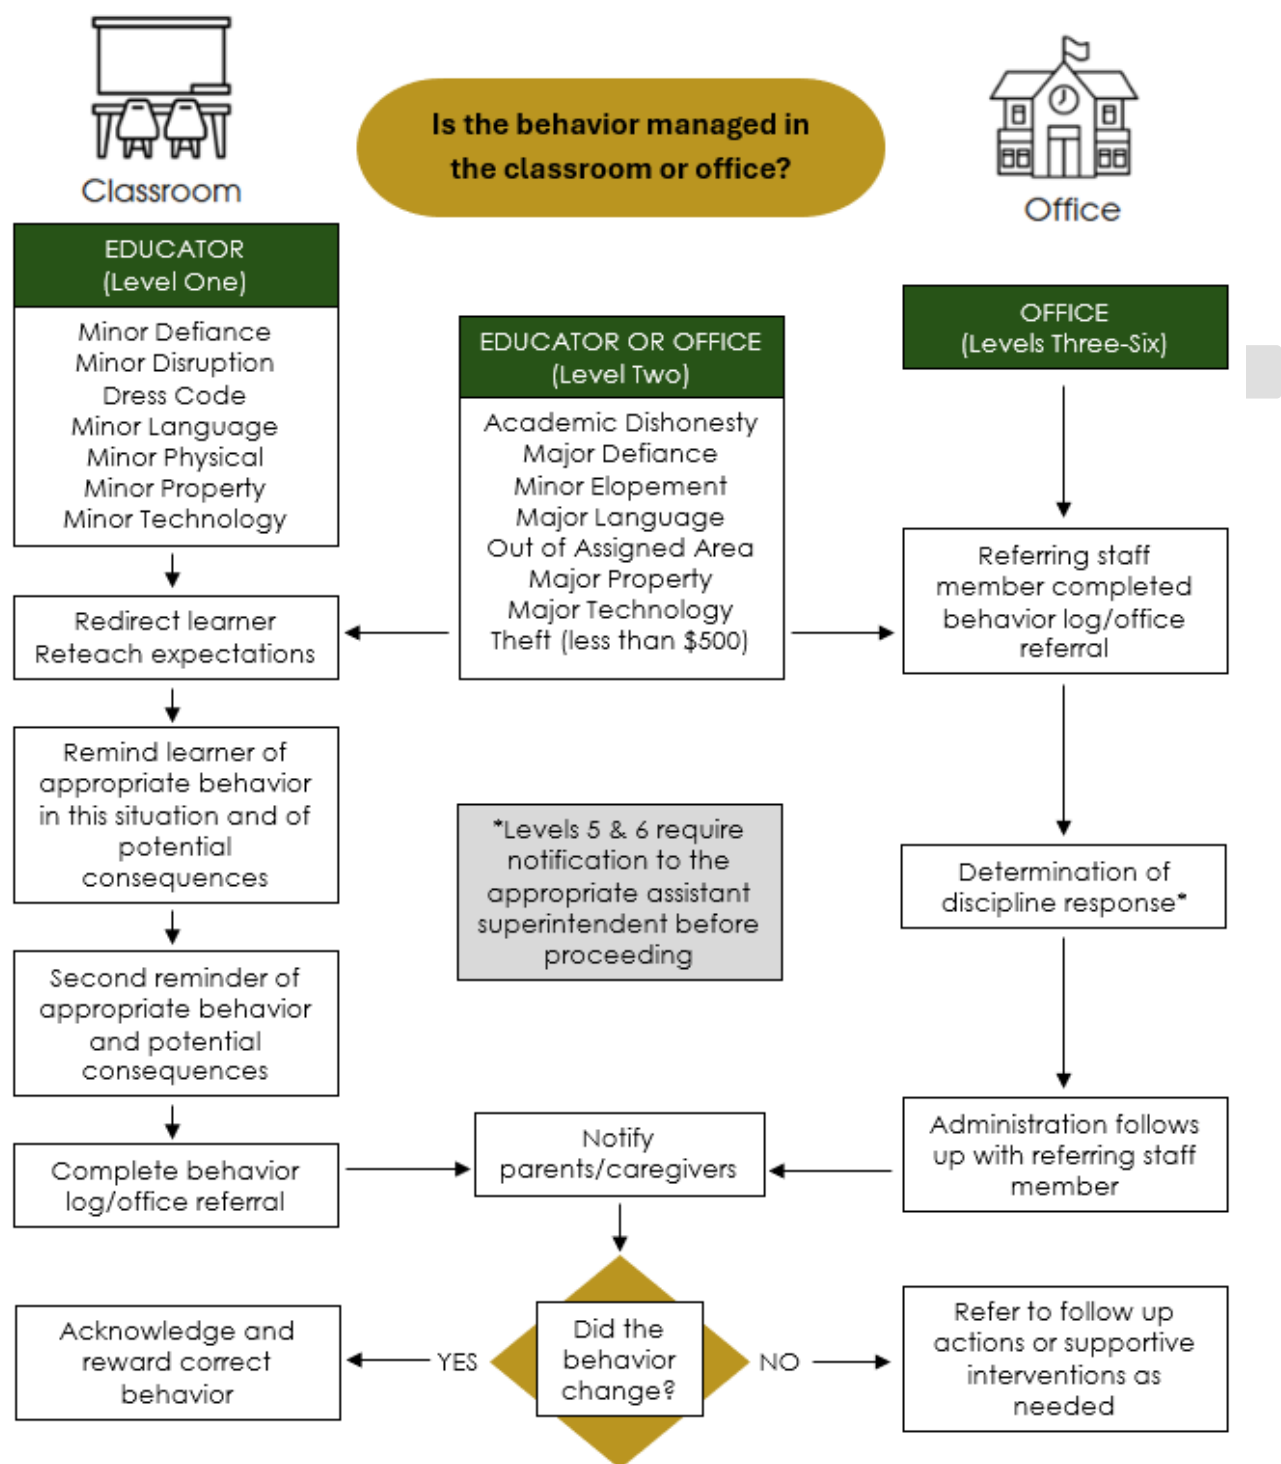 Is the behavior managed in
the classroom or office?
Classroom
Office
EDUCATOR
(Level One)
Minor Defiance
Minor Disruption
Dress Code
Minor Language
Minor Physical
Minor Property
Minor Technology
EDUCATOR OR OFFICE
(Level Two)
Academic Dishonesty
Major Defiance
Minor Elopement
Major Language
Out of Assigned Area
Major Property
Major Technology
Theft (less than $500)
OFFICE
(Levels Three-Six)
Redirect learner
Reteach expectations
Referring staff
member completed
behavior log/office
referral
Remind learner of
appropriate behavior
in this situation and of
potential
consequences
*Levels 5 & 6 require
notification to the
appropriate assistant
superintendent before
proceeding
Determination of
discipline response*
Second reminder of
appropriate behavior
and potential
consequences
Complete behavior
log/office referral
Notify
parents/caregivers
Administration follows
up with referring staff
member
Did the
behavior
change?
YES
NO
Acknowledge and
reward correct
behavior
Refer to follow up
actions or supportive
interventions as
needed